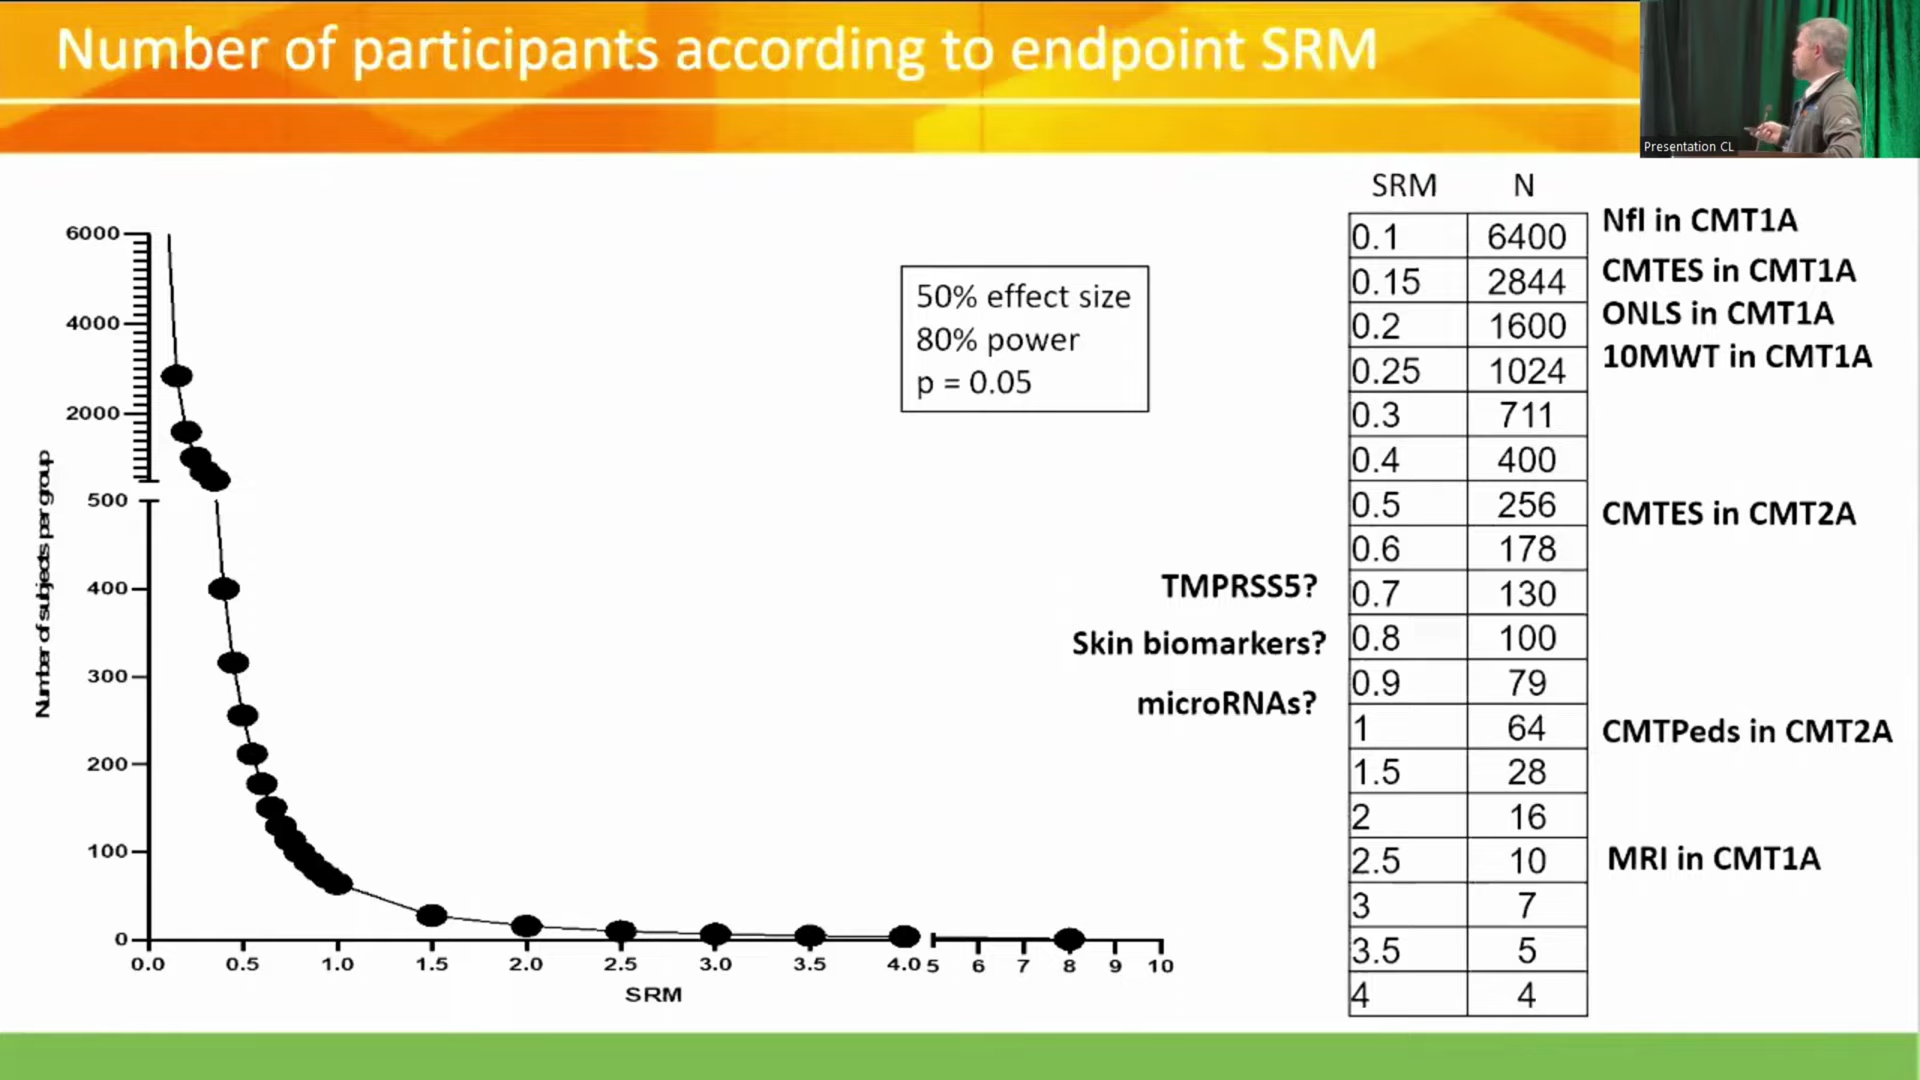 Number of participants according to endpoint SRM
Presentation CL
SRM N
0.1 6400 Nfl in CMT1A
0.15 2844 CMTES in CMT1A
0.2 1600 ONLS in CMT1A
0.25 1024 10MWT in CMT1A
0.3 711
0.4 400
0.5 256 CMTES in CMT2A
0.6 178
TMPRSS5? 0.7 130
Skin biomarkers? 0.8 100
microRNAs? 0.9 79
1 64 CMTPeds in CMT2A
1.5 28
2 16
2.5 10 MRI in CMT1A
3 7
3.5 5
4 4
50% effect size
80% power
p = 0.05
Number of subjects per group
6000
4000
2000
500
400
300
200
100
0
0.0 0.5 1.0 1.5 2.0 2.5 3.0 3.5 4.0 5 6 7 8 9 10
SRM